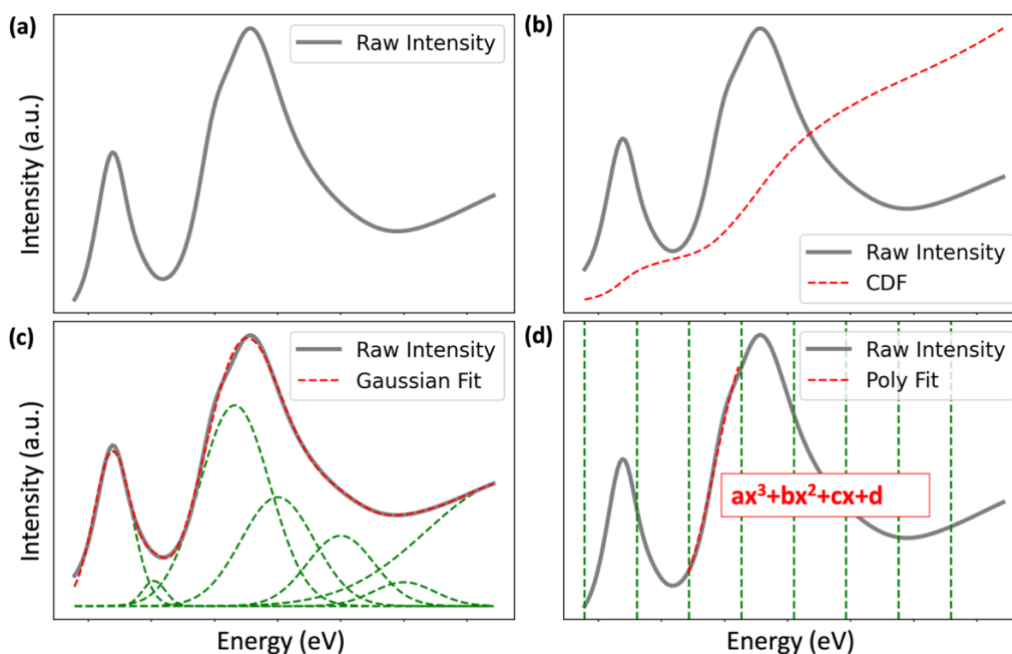 (a)
Raw Intensity
Intensity (a.u.)
(b)
Raw Intensity
CDF
(c)
Raw Intensity
Gaussian Fit
Intensity (a.u.)
Energy (eV)
(d)
Raw Intensity
Poly Fit
ax³+bx²+cx+d
Energy (eV)